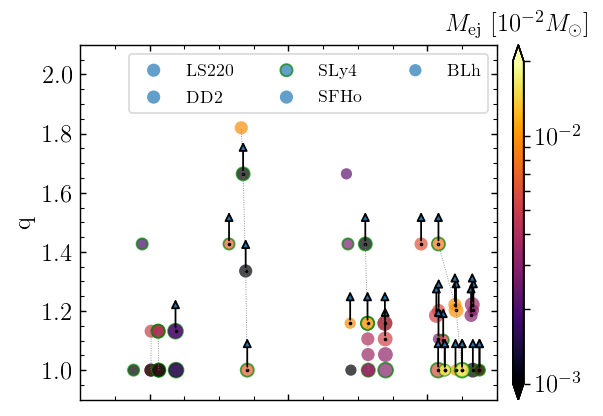 M_ej [10^{-2}M_⊙]
LS220 SLy4 BLh
DD2 SFHo
2.0
1.8
1.6
1.4
1.2
1.0
q
10^{-2}
10^{-3}